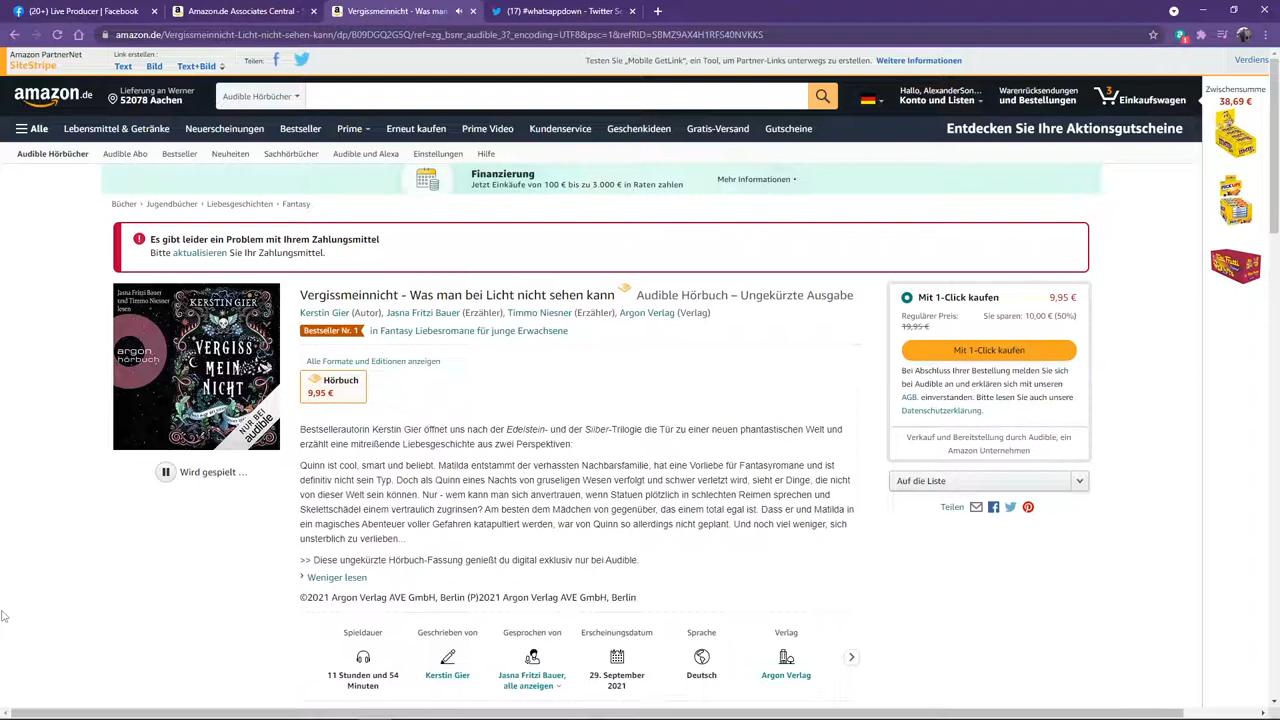 (20+) Live Producer | Facebook
Amazon.de Associates Central -
Vergissmeinnicht - Was man
(17) #whatsappdown - Twitter
amazon.de/Vergissmeinnicht-Licht-nicht-sehen-kann/dp/B09DGQ2G5Q/ref=zg_bsnr_audible_3?_encoding=UTF8&psc=1&refRID=SBMZ9AX4H1RFS40NVKKS
Amazon PartnerNet
SiteStripe
Link erstellen:
Text Bild Text+Bild
Teilen:
Testen Sie „Mobile GetLink“, ein Tool, um Partner-Links unterwegs zu erstellen. Weitere Informationen
Verdiens
amazon.de
Lieferung an Werner
52078 Aachen
Audible Hörbücher
Hallo, AlexanderSon...
Konto und Listen
Warenrücksendungen
und Bestellungen
3
Einkaufswagen
Zwischensumme
38,69 €
Alle Lebensmittel & Getränke Neuerscheinungen Bestseller Prime Erneut kaufen Prime Video Kundenservice Geschenkideen Gratis-Versand Gutscheine
Entdecken Sie Ihre Aktionsgutscheine
Audible Hörbücher Audible Abo Bestseller Neuheiten Sachhörbücher Audible und Alexa Einstellungen Hilfe
Finanzierung
Jetzt Einkäufe von 100 € bis zu 3.000 € in Raten zahlen
Mehr Informationen
Bücher › Jugendbücher › Liebesgeschichten › Fantasy
Es gibt leider ein Problem mit Ihrem Zahlungsmittel
Bitte aktualisieren Sie Ihr Zahlungsmittel.
Jasna Fritzi Bauer
und Timmo Niesner
lesen
KERSTIN GIER
argon
hörbuch
VERGISS
MEIN
NICHT
NUR BEI
audible
Wird gespielt ...
Vergissmeinnicht - Was man bei Licht nicht sehen kann Audible Hörbuch – Ungekürzte Ausgabe
Kerstin Gier (Autor), Jasna Fritzi Bauer (Erzähler), Timmo Niesner (Erzähler), Argon Verlag (Verlag)
Bestseller Nr. 1 in Fantasy Liebesromane für junge Erwachsene
Alle Formate und Editionen anzeigen
Hörbuch
9,95 €
Bestsellerautorin Kerstin Gier öffnet uns nach der Edelstein- und der Silber-Trilogie die Tür zu einer neuen phantastischen Welt und
erzählt eine mitreißende Liebesgeschichte aus zwei Perspektiven:
Quinn ist cool, smart und beliebt. Matilda entstammt der verhassten Nachbarsfamilie, hat eine Vorliebe für Fantasyromane und ist
definitiv nicht sein Typ. Doch als Quinn eines Nachts von gruseligen Wesen verfolgt und schwer verletzt wird, sieht er Dinge, die nicht
von dieser Welt sein können. Nur - wem kann man sich anvertrauen, wenn Statuen plötzlich in schlechten Reimen sprechen und
Skelettschädel einem vertraulich zugrinsen? Am besten dem Mädchen von gegenüber, das einem total egal ist. Dass er und Matilda in
ein magisches Abenteuer voller Gefahren katapultiert werden, war von Quinn so allerdings nicht geplant. Und noch viel weniger, sich
unsterblich zu verlieben...
>> Diese ungekürzte Hörbuch-Fassung genießt du digital exklusiv nur bei Audible.
Weniger lesen
©2021 Argon Verlag AVE GmbH, Berlin (P)2021 Argon Verlag AVE GmbH, Berlin
Spieldauer Geschrieben von Gesprochen von Erscheinungsdatum Sprache Verlag
11 Stunden und 54 Kerstin Gier Jasna Fritzi Bauer, 29. September Deutsch Argon Verlag
Minuten alle anzeigen 2021
Mit 1-Click kaufen 9,95 €
Regulärer Preis: Sie sparen: 10,00 € (50%)
19,95 €
Mit 1-Click kaufen
Bei Abschluss Ihrer Bestellung melden Sie sich
bei Audible an und erklären sich mit unseren
AGB. einverstanden. Bitte lesen Sie auch unsere
Datenschutzerklärung.
Verkauf und Bereitstellung durch Audible, ein
Amazon Unternehmen
Auf die Liste
Teilen